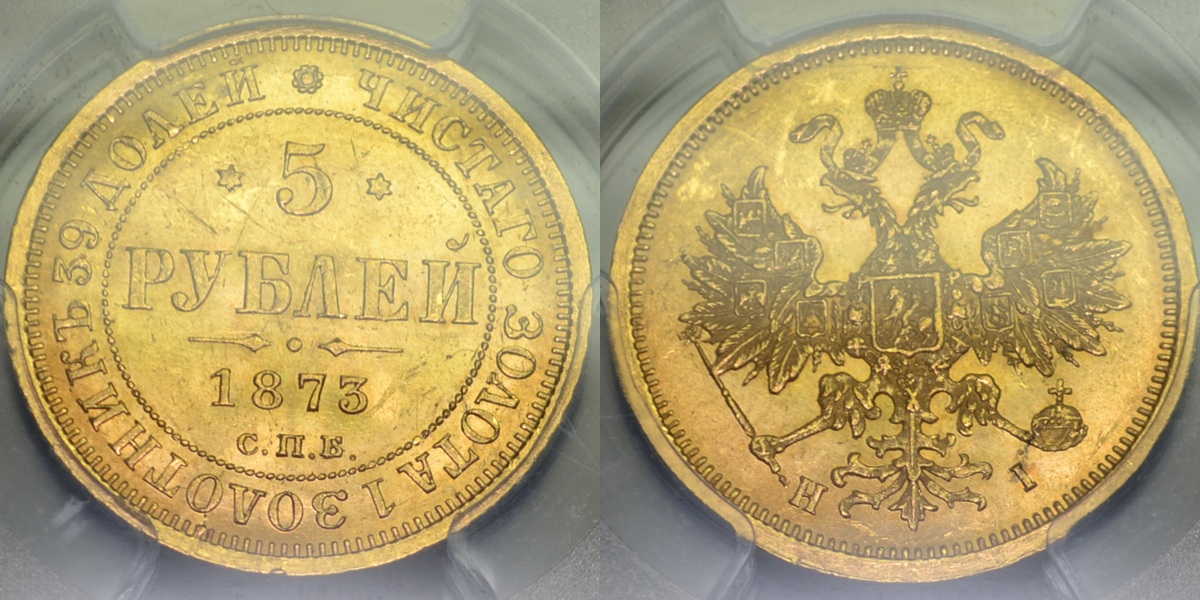 ЧИСТАГО ЗОЛОТА 1 ЗОЛОТНИКЪ 39 ДОЛЕЙ
5
РУБЛЕЙ
1873
С.П.Б.
Н I